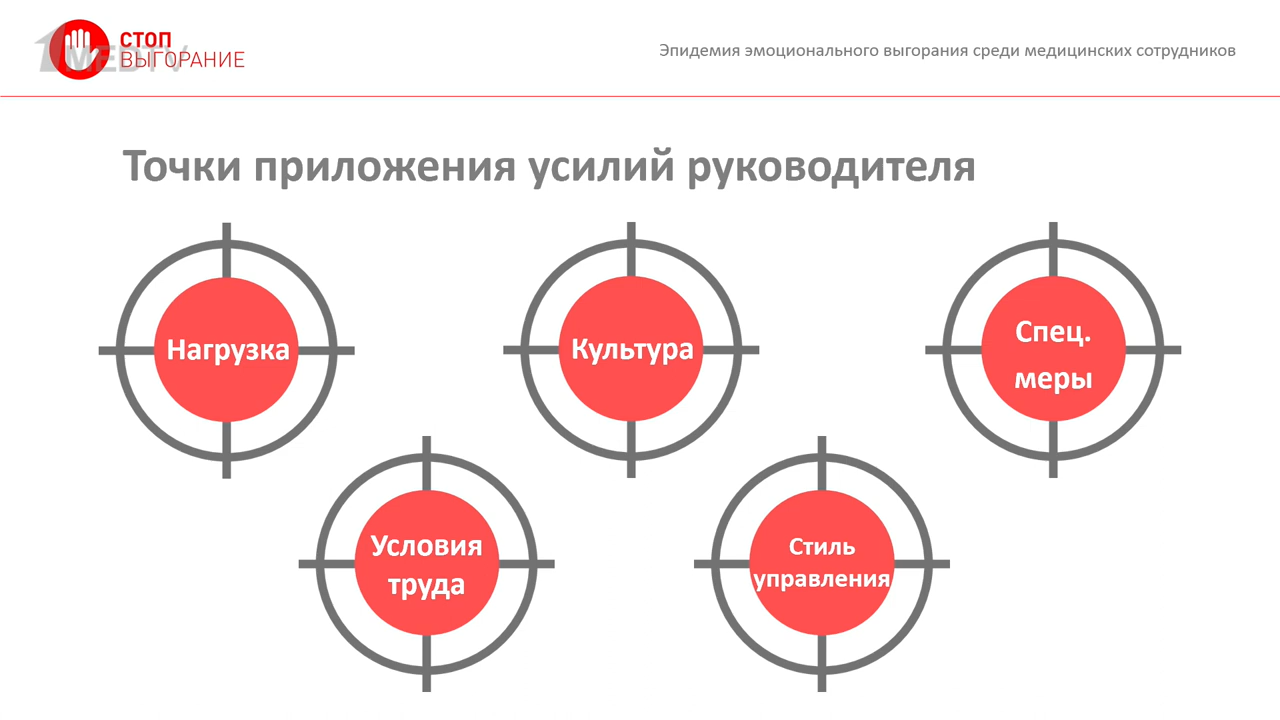 СТОП
ВЫГОРАНИЕ
1MEDTV
Эпидемия эмоционального выгорания среди медицинских сотрудников
Точки приложения усилий руководителя
Нагрузка
Культура
Спец.
меры
Условия
труда
Стиль
управления